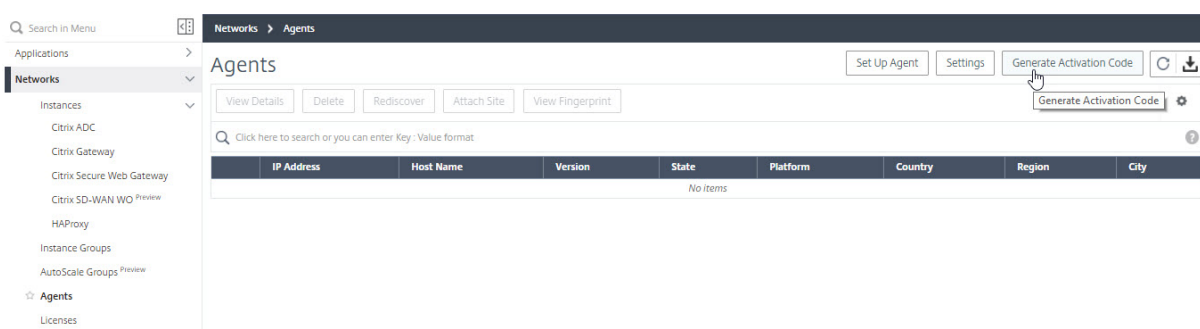 Search in Menu
Networks > Agents
Applications
Networks
Instances
Citrix ADC
Citrix Gateway
Citrix Secure Web Gateway
Citrix SD-WAN WO Preview
HAProxy
Instance Groups
AutoScale Groups Preview
Agents
Licenses
Agents
Set Up Agent Settings Generate Activation Code
View Details Delete Rediscover Attach Site View Fingerprint
Generate Activation Code
Click here to search or you can enter Key : Value format
IP Address Host Name Version State Platform Country Region City
No items